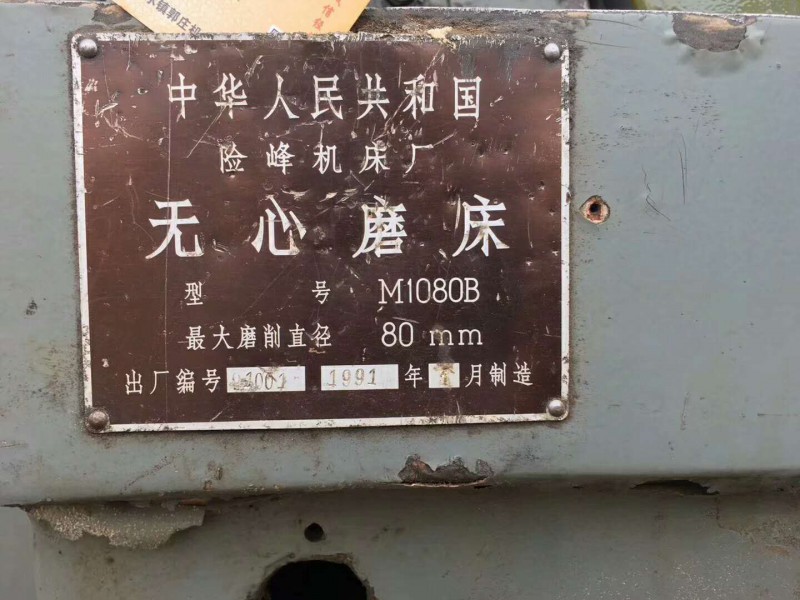 中华人民共和国
险峰机床厂
无心磨床
型 号 M1080B
最大磨削直径 80 mm
出厂编号 1991 年 月制造